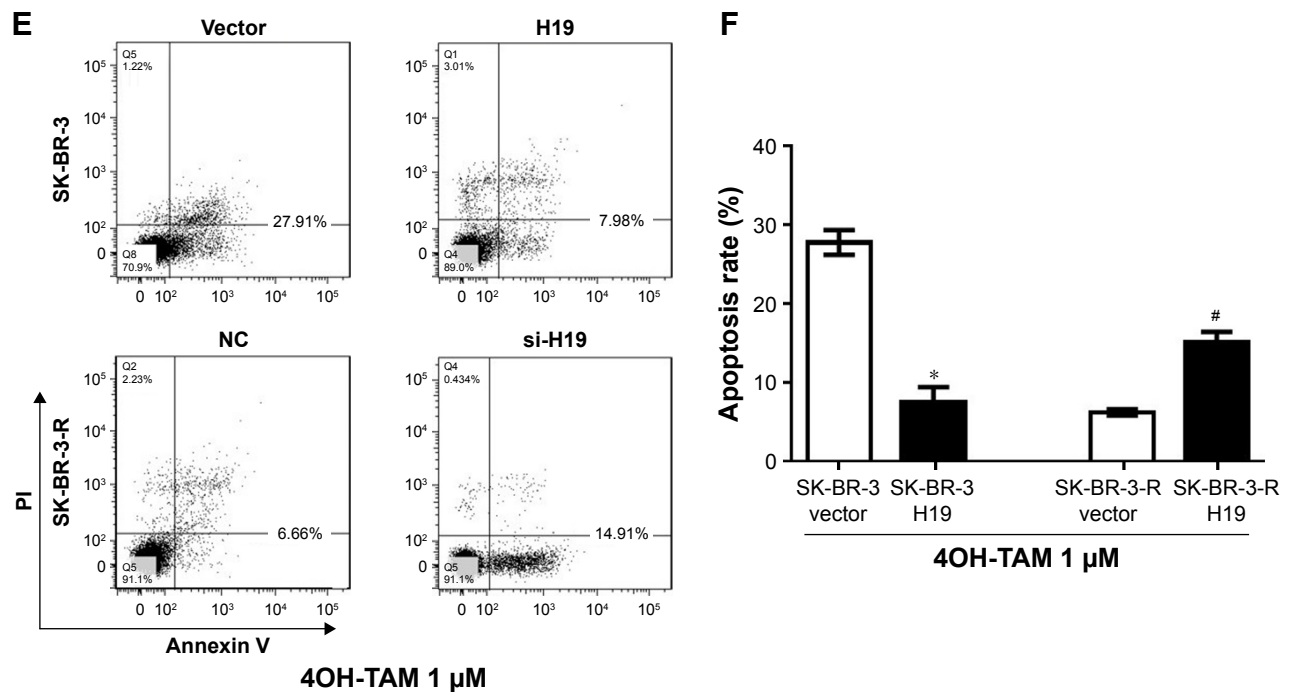 E
Vector
H19
SK-BR-3
Q5
1.22%
10⁵
10⁴
10³
10²
0
27.91%
Q8
70.9%
0 10² 10³ 10⁴ 10⁵
Q1
3.01%
10⁵
10⁴
10³
10²
0
7.98%
Q4
89.0%
0 10² 10³ 10⁴ 10⁵
NC
si-H19
PI
SK-BR-3-R
Q2
2.23%
10⁵
10⁴
10³
10²
0
6.66%
Q5
91.1%
0 10² 10³ 10⁴ 10⁵
Q4
0.434%
10⁵
10⁴
10³
10²
0
14.91%
Q5
91.1%
0 10² 10³ 10⁴ 10⁵
Annexin V
4OH-TAM 1 µM
F
Apoptosis rate (%)
40
30
20
10
0
*
#
SK-BR-3
vector
SK-BR-3
H19
SK-BR-3-R
vector
SK-BR-3-R
H19
4OH-TAM 1 µM